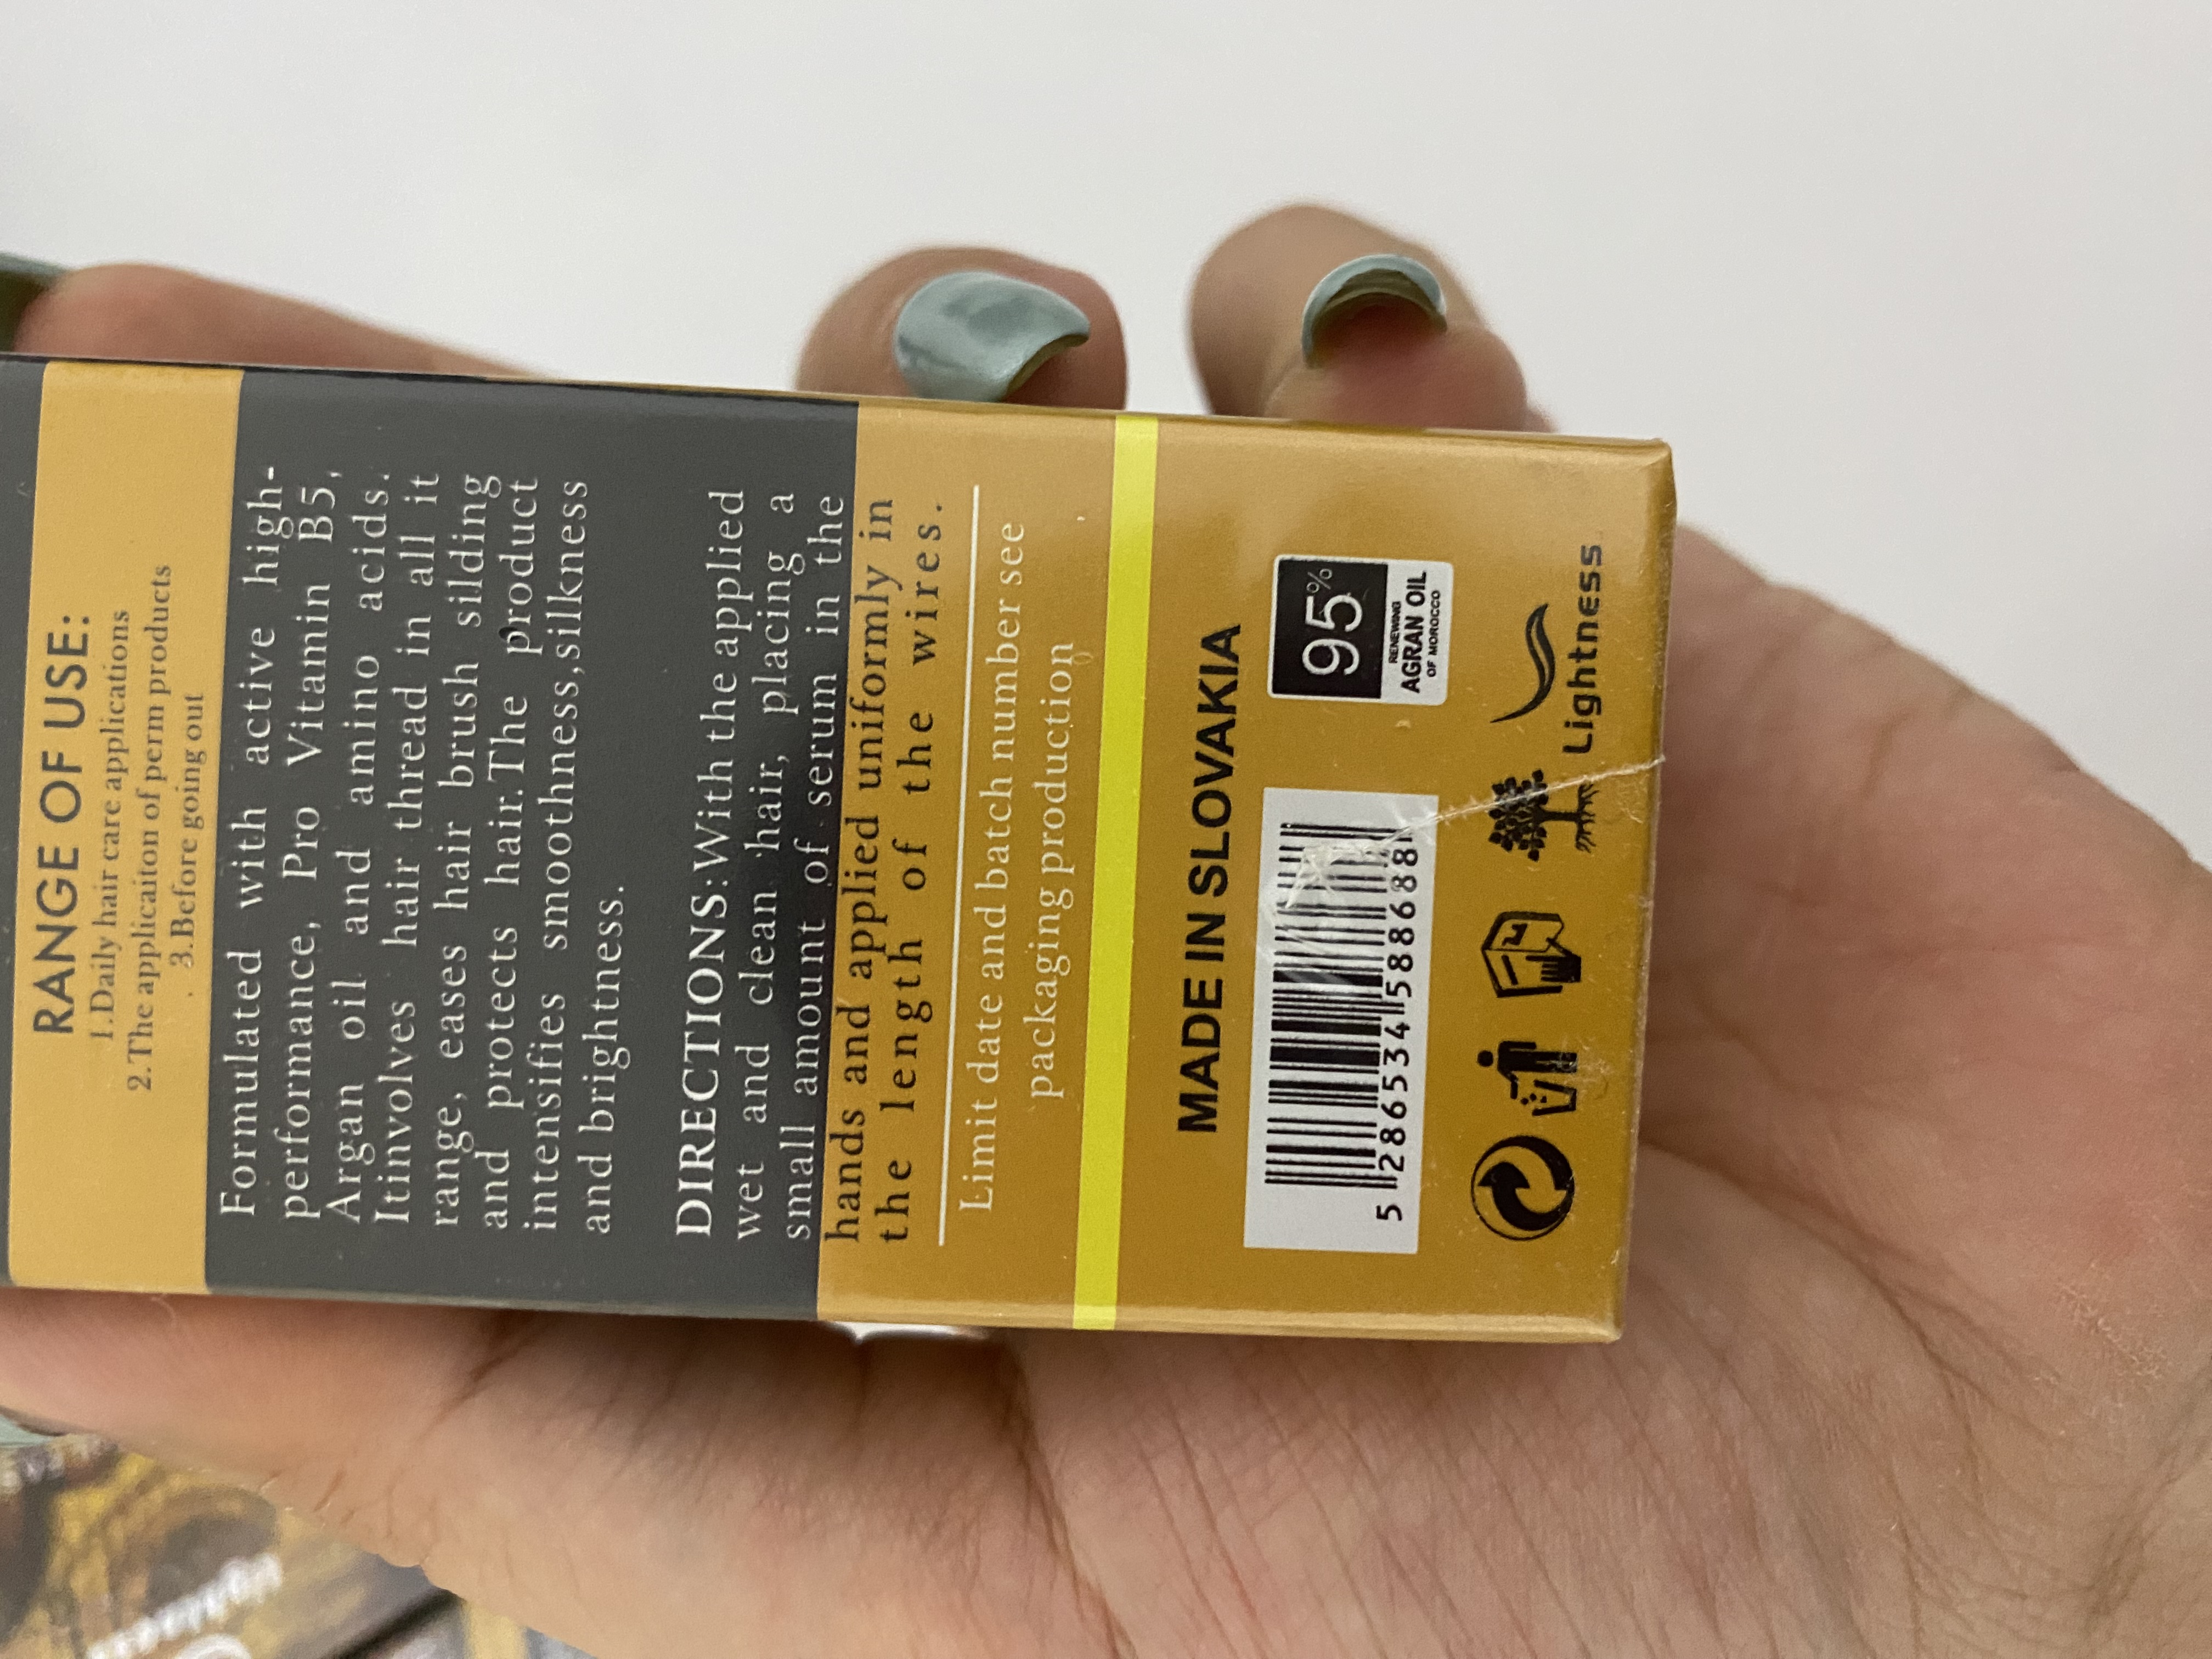 RANGE OF USE:
1.Daily hair care applications
2.The applicaiton of perm products
3.Before going out
Formulated with active high-
performance, Pro Vitamin B5,
Argan oil and amino acids.
Itinvolves hair thread in all it
range, eases hair brush silding
and protects hair.The product
intensifies smoothness,silkness
and brightness.
DIRECTIONS:With the applied
wet and clean hair, placing a
small amount of serum in the
hands and applied uniformly in
the length of the wires.
Limit date and batch number see
packaging production
MADE IN SLOVAKIA
5 286534 588688
95%
RENEWING
AGRAN OIL
OF MOROCCO
Lightness